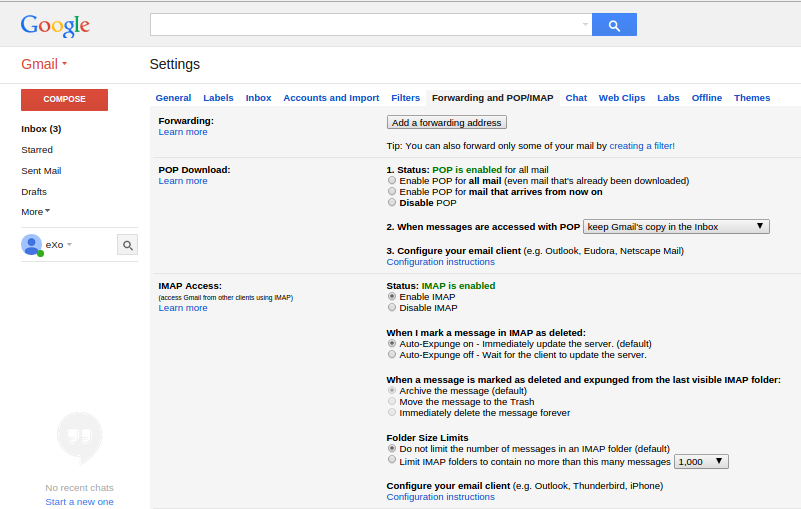 Google
Gmail
Settings
COMPOSE
General Labels Inbox Accounts and Import Filters Forwarding and POP/IMAP Chat Web Clips Labs Offline Themes
Inbox (3)
Starred
Sent Mail
Drafts
More
eXo
No recent chats
Start a new one
Forwarding:
Learn more
Add a forwarding address
Tip: You can also forward only some of your mail by creating a filter!
POP Download:
Learn more
1. Status: POP is enabled for all mail
Enable POP for all mail (even mail that's already been downloaded)
Enable POP for mail that arrives from now on
Disable POP
2. When messages are accessed with POP keep Gmail's copy in the Inbox
3. Configure your email client (e.g. Outlook, Eudora, Netscape Mail)
Configuration instructions
IMAP Access:
(access Gmail from other clients using IMAP)
Learn more
Status: IMAP is enabled
Enable IMAP
Disable IMAP
When I mark a message in IMAP as deleted:
Auto-Expunge on - Immediately update the server. (default)
Auto-Expunge off - Wait for the client to update the server.
When a message is marked as deleted and expunged from the last visible IMAP folder:
Archive the message (default)
Move the message to the Trash
Immediately delete the message forever
Folder Size Limits
Do not limit the number of messages in an IMAP folder (default)
Limit IMAP folders to contain no more than this many messages 1,000
Configure your email client (e.g. Outlook, Thunderbird, iPhone)
Configuration instructions